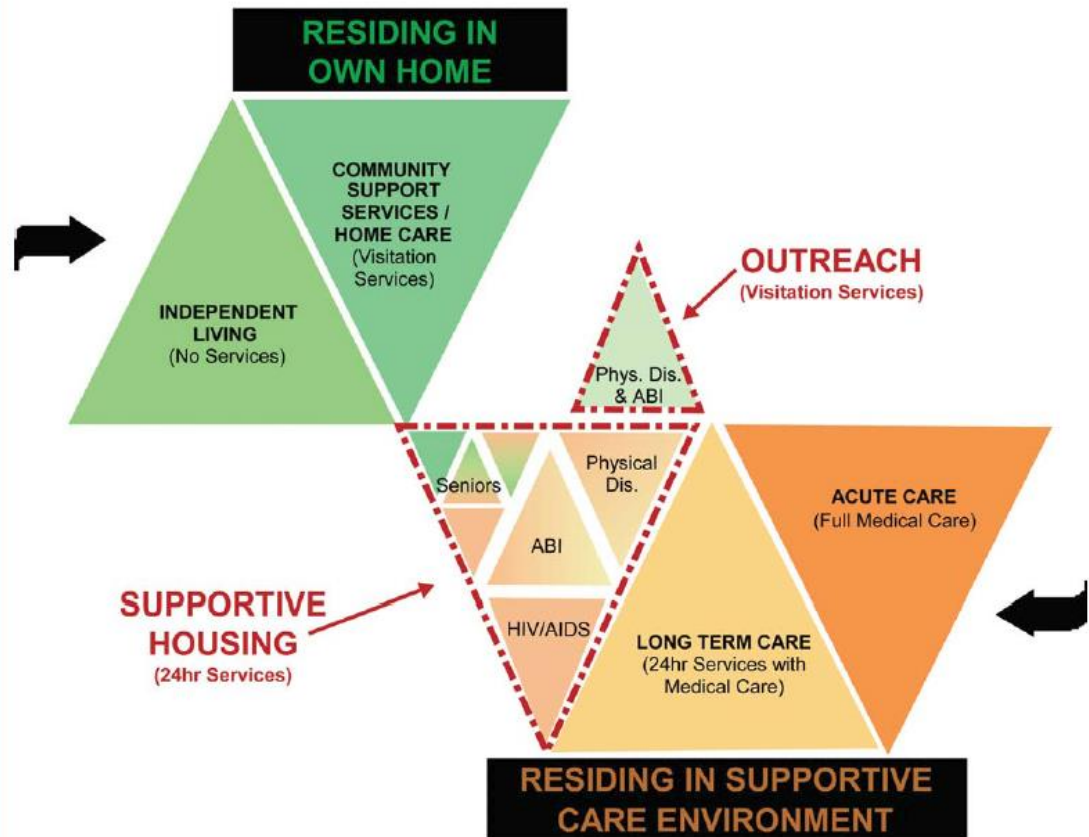 RESIDING IN
OWN HOME
COMMUNITY
SUPPORT
SERVICES /
HOME CARE
(Visitation
Services)
INDEPENDENT
LIVING
(No Services)
OUTREACH
(Visitation Services)
Phys. Dis.
& ABI
Seniors
Physical
Dis.
ABI
HIV/AIDS
SUPPORTIVE
HOUSING
(24hr Services)
ACUTE CARE
(Full Medical Care)
LONG TERM CARE
(24hr Services with
Medical Care)
RESIDING IN SUPPORTIVE
CARE ENVIRONMENT